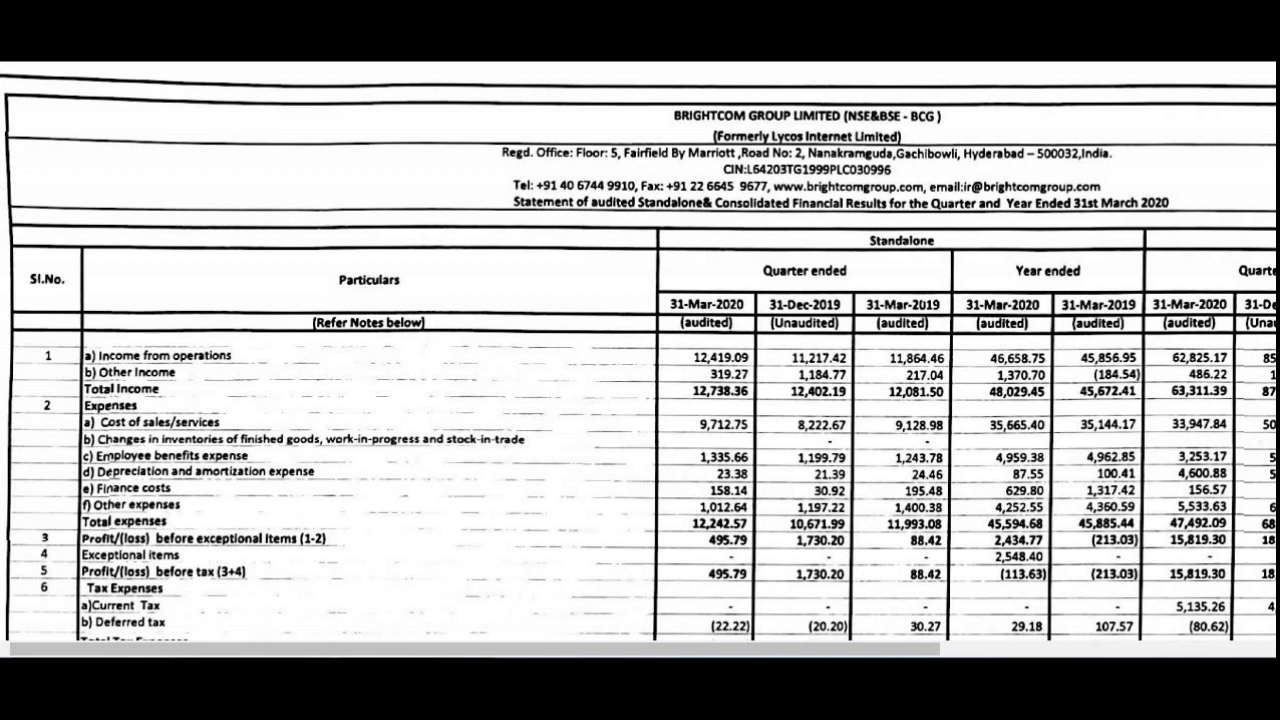 BRIGHTCOM GROUP LIMITED (NSE&BSE - BCG )
(Formerly Lycos Internet Limited)
Regd. Office: Floor: 5, Fairfield By Marriott ,Road No: 2, Nanakramguda,Gachibowli, Hyderabad – 500032,India.
CIN:L64203TG1999PLC030996
Tel: +91 40 6744 9910, Fax: +91 22 6645 9677, www.brightcomgroup.com, email:ir@brightcomgroup.com
Statement of audited Standalone& Consolidated Financial Results for the Quarter and Year Ended 31st March 2020
Standalone
Sl.No. Particulars Quarter ended Year ended Quarte
31-Mar-2020 31-Dec-2019 31-Mar-2019 31-Mar-2020 31-Mar-2019 31-Mar-2020 31-De
(Refer Notes below) (audited) (Unaudited) (audited) (audited) (audited) (audited) (Una
1 a) Income from operations 12,419.09 11,217.42 11,864.46 46,658.75 45,856.95 62,825.17 85
b) Other Income 319.27 1,184.77 217.04 1,370.70 (184.54) 486.22 1
Total Income 12,738.36 12,402.19 12,081.50 48,029.45 45,672.41 63,311.39 87
2 Expenses
a) Cost of sales/services 9,712.75 8,222.67 9,128.98 35,665.40 35,144.17 33,947.84 50
b) Changes in inventories of finished goods, work-in-progress and stock-in-trade - -
c) Employee benefits expense 1,335.66 1,199.79 1,243.78 4,959.38 4,962.85 3,253.17 5
d) Depreciation and amortization expense 23.38 21.39 24.46 87.55 100.41 4,600.88 5
e) Finance costs 158.14 30.92 195.48 629.80 1,317.42 156.57
f) Other expenses 1,012.64 1,197.22 1,400.38 4,252.55 4,360.59 5,533.63 6
Total expenses 12,242.57 10,671.99 11,993.08 45,594.68 45,885.44 47,492.09 68
3 Profit/(loss) before exceptional items (1-2) 495.79 1,730.20 88.42 2,434.77 (213.03) 15,819.30 18
4 Exceptional items - - - 2,548.40 - -
5 Profit/(loss) before tax (3+4) 495.79 1,730.20 88.42 (113.63) (213.03) 15,819.30 18
6 Tax Expenses
a)Current Tax - - - - - 5,135.26 4
b) Deferred tax (22.22) (20.20) 30.27 29.18 107.57 (80.62)